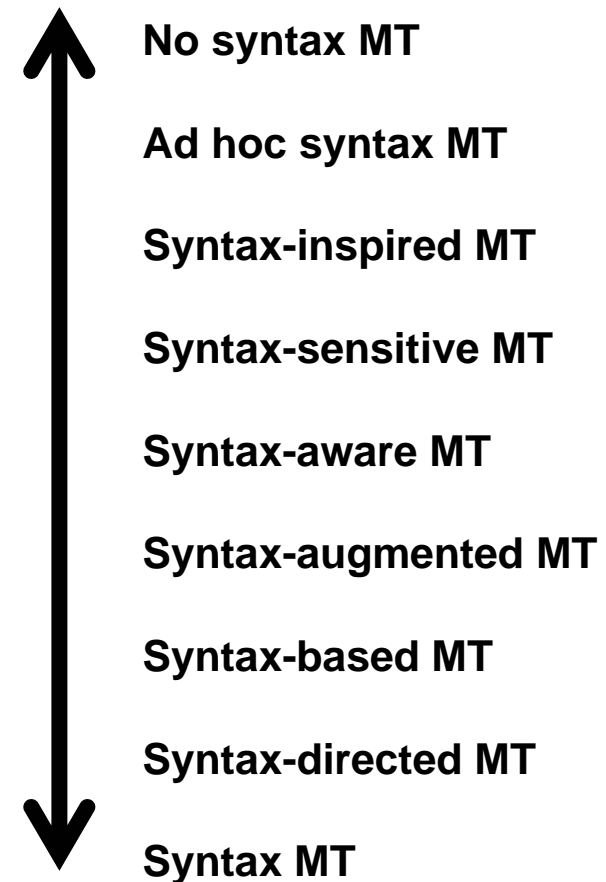 No syntax MT
Ad hoc syntax MT
Syntax-inspired MT
Syntax-sensitive MT
Syntax-aware MT
Syntax-augmented MT
Syntax-based MT
Syntax-directed MT
Syntax MT